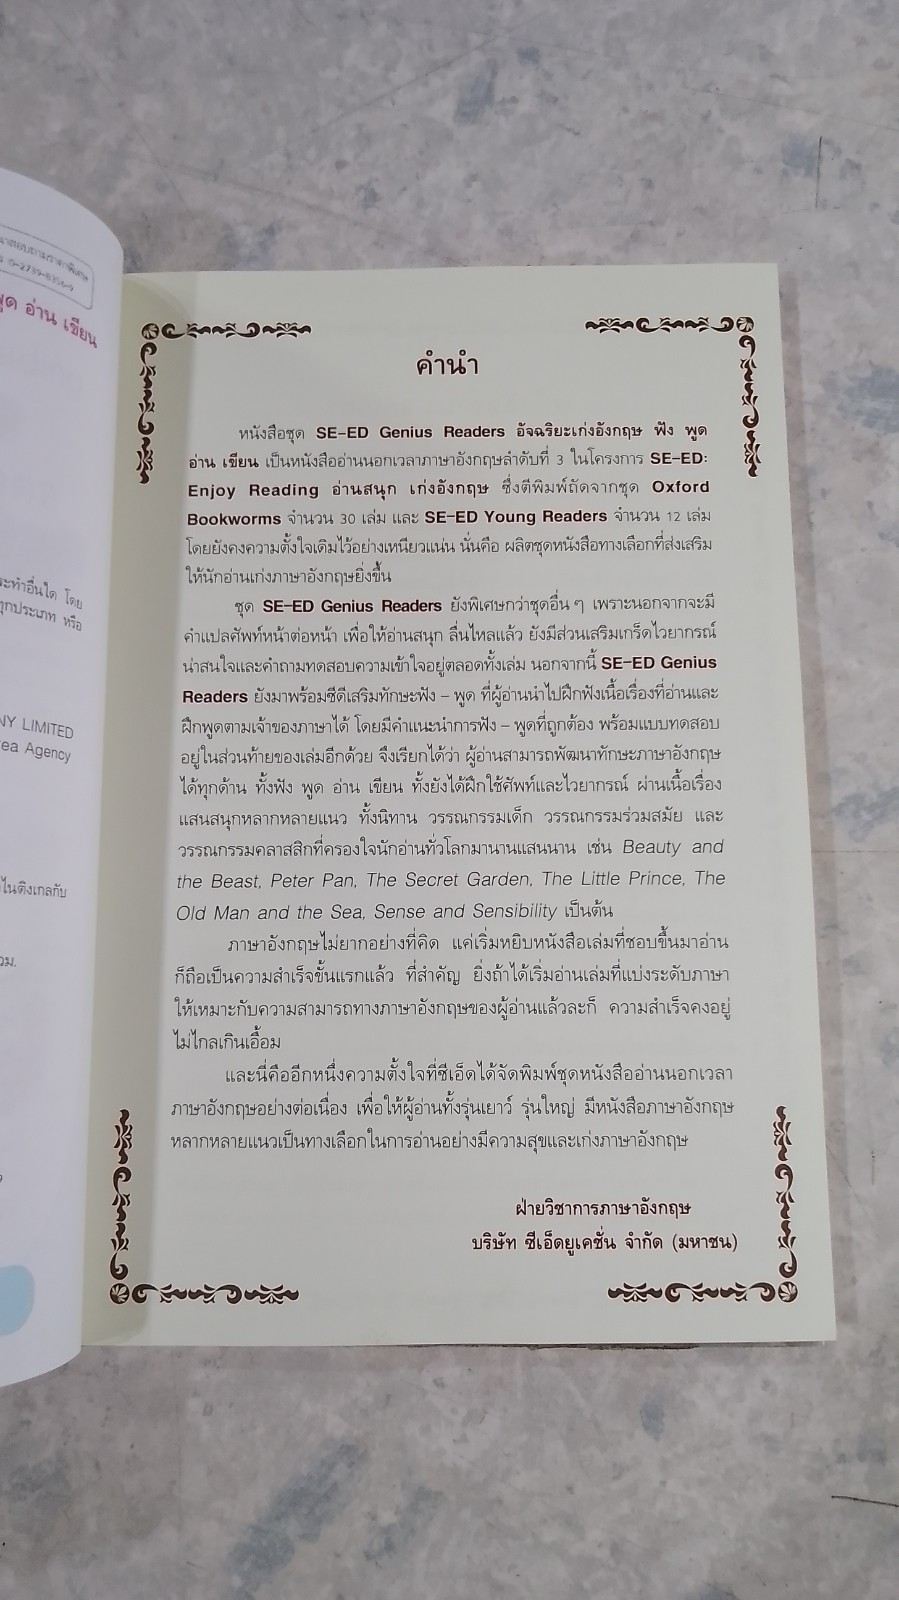 พูด อ่าน เขียน
0-2739-8356-9
ระทำอื่นใด โดย
ทุกประเภท หรือ
NY LIMITED
rea Agency
ในติงเกลกับ
วม.
คำนำ
หนังสือชุด SE-ED Genius Readers อัจฉริยะเก่งอังกฤษ ฟัง พูด
อ่าน เขียน เป็นหนังสืออ่านนอกเวลาภาษาอังกฤษลำดับที่ 3 ในโครงการ SE-ED:
Enjoy Reading อ่านสนุก เก่งอังกฤษ ซึ่งตีพิมพ์ถัดจากชุด Oxford
Bookworms จำนวน 30 เล่ม และ SE-ED Young Readers จำนวน 12 เล่ม
โดยยังคงความตั้งใจเดิมไว้อย่างเหนียวแน่น นั่นคือ ผลิตชุดหนังสือทางเลือกที่ส่งเสริม
ให้นักอ่านเก่งภาษาอังกฤษยิ่งขึ้น
ชุด SE-ED Genius Readers ยังพิเศษกว่าชุดอื่น ๆ เพราะนอกจากจะมี
คำแปลศัพท์หน้าต่อหน้า เพื่อให้อ่านสนุก ลื่นไหลแล้ว ยังมีส่วนเสริมเกร็ดไวยากรณ์
น่าสนใจและคำถามทดสอบความเข้าใจอยู่ตลอดทั้งเล่ม นอกจากนี้ SE-ED Genius
Readers ยังมาพร้อมซีดีเสริมทักษะฟัง – พูด ที่ผู้อ่านนำไปฝึกฟังเนื้อเรื่องที่อ่านและ
ฝึกพูดตามเจ้าของภาษาได้ โดยมีคำแนะนำการฟัง – พูดที่ถูกต้อง พร้อมแบบทดสอบ
อยู่ในส่วนท้ายของเล่มอีกด้วย จึงเรียกได้ว่า ผู้อ่านสามารถพัฒนาทักษะภาษาอังกฤษ
ได้ทุกด้าน ทั้งฟัง พูด อ่าน เขียน ทั้งยังได้ฝึกใช้ศัพท์และไวยากรณ์ ผ่านเนื้อเรื่อง
แสนสนุกหลากหลายแนว ทั้งนิทาน วรรณกรรมเด็ก วรรณกรรมร่วมสมัย และ
วรรณกรรมคลาสสิกที่ครองใจนักอ่านทั่วโลกมานานแสนนาน เช่น Beauty and
the Beast, Peter Pan, The Secret Garden, The Little Prince, The
Old Man and the Sea, Sense and Sensibility เป็นต้น
ภาษาอังกฤษไม่ยากอย่างที่คิด แค่เริ่มหยิบหนังสือเล่มที่ชอบขึ้นมาอ่าน
ก็ถือเป็นความสำเร็จขั้นแรกแล้ว ที่สำคัญ ยิ่งถ้าได้เริ่มอ่านเล่มที่แบ่งระดับภาษา
ให้เหมาะกับความสามารถทางภาษาอังกฤษของผู้อ่านแล้วละก็ ความสำเร็จคงอยู่
ไม่ไกลเกินเอื้อม
และนี่คืออีกหนึ่งความตั้งใจที่ซีเอ็ดได้จัดพิมพ์ชุดหนังสืออ่านนอกเวลา
ภาษาอังกฤษอย่างต่อเนื่อง เพื่อให้ผู้อ่านทั้งรุ่นเยาว์ รุ่นใหญ่ มีหนังสือภาษาอังกฤษ
หลากหลายแนวเป็นทางเลือกในการอ่านอย่างมีความสุขและเก่งภาษาอังกฤษ
ฝ่ายวิชาการภาษาอังกฤษ
บริษัท ซีเอ็ดยูเคชั่น จำกัด (มหาชน)